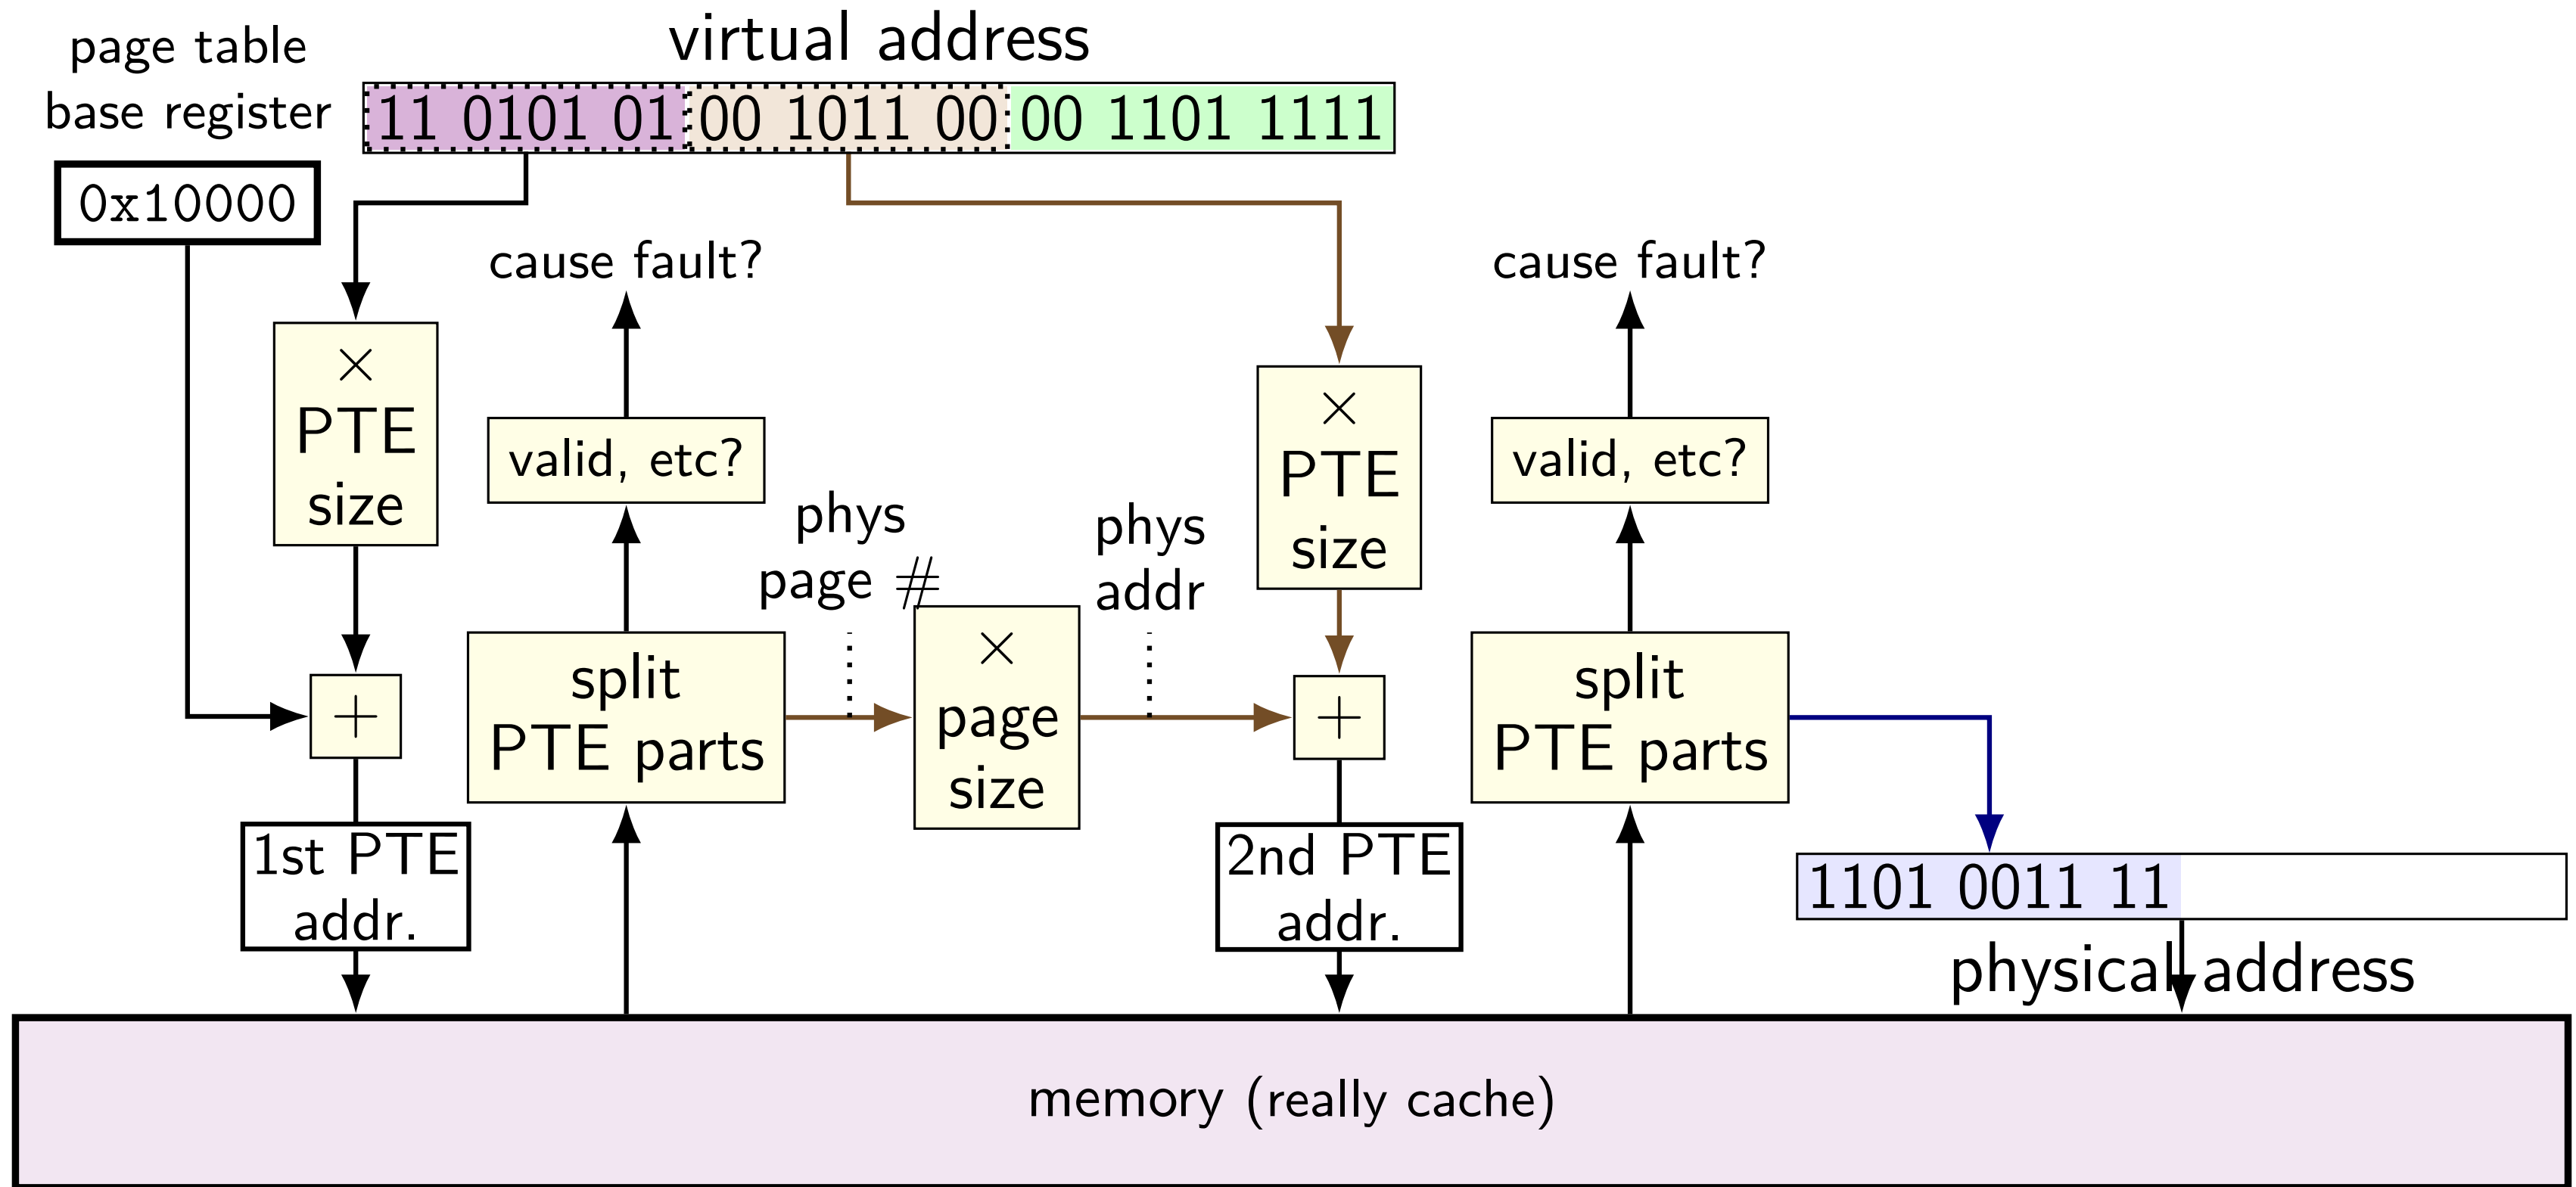 virtual address
page table
base register
11 0101 01 00 1011 00 00 1101 1111
0x10000
cause fault?
cause fault?
×
PTE
size
×
PTE
size
valid, etc?
valid, etc?
phys
page #
phys
addr
split
PTE parts
×
page
size
split
PTE parts
+
+
1st PTE
addr.
2nd PTE
addr.
1101 0011 11
physical address
memory (really cache)